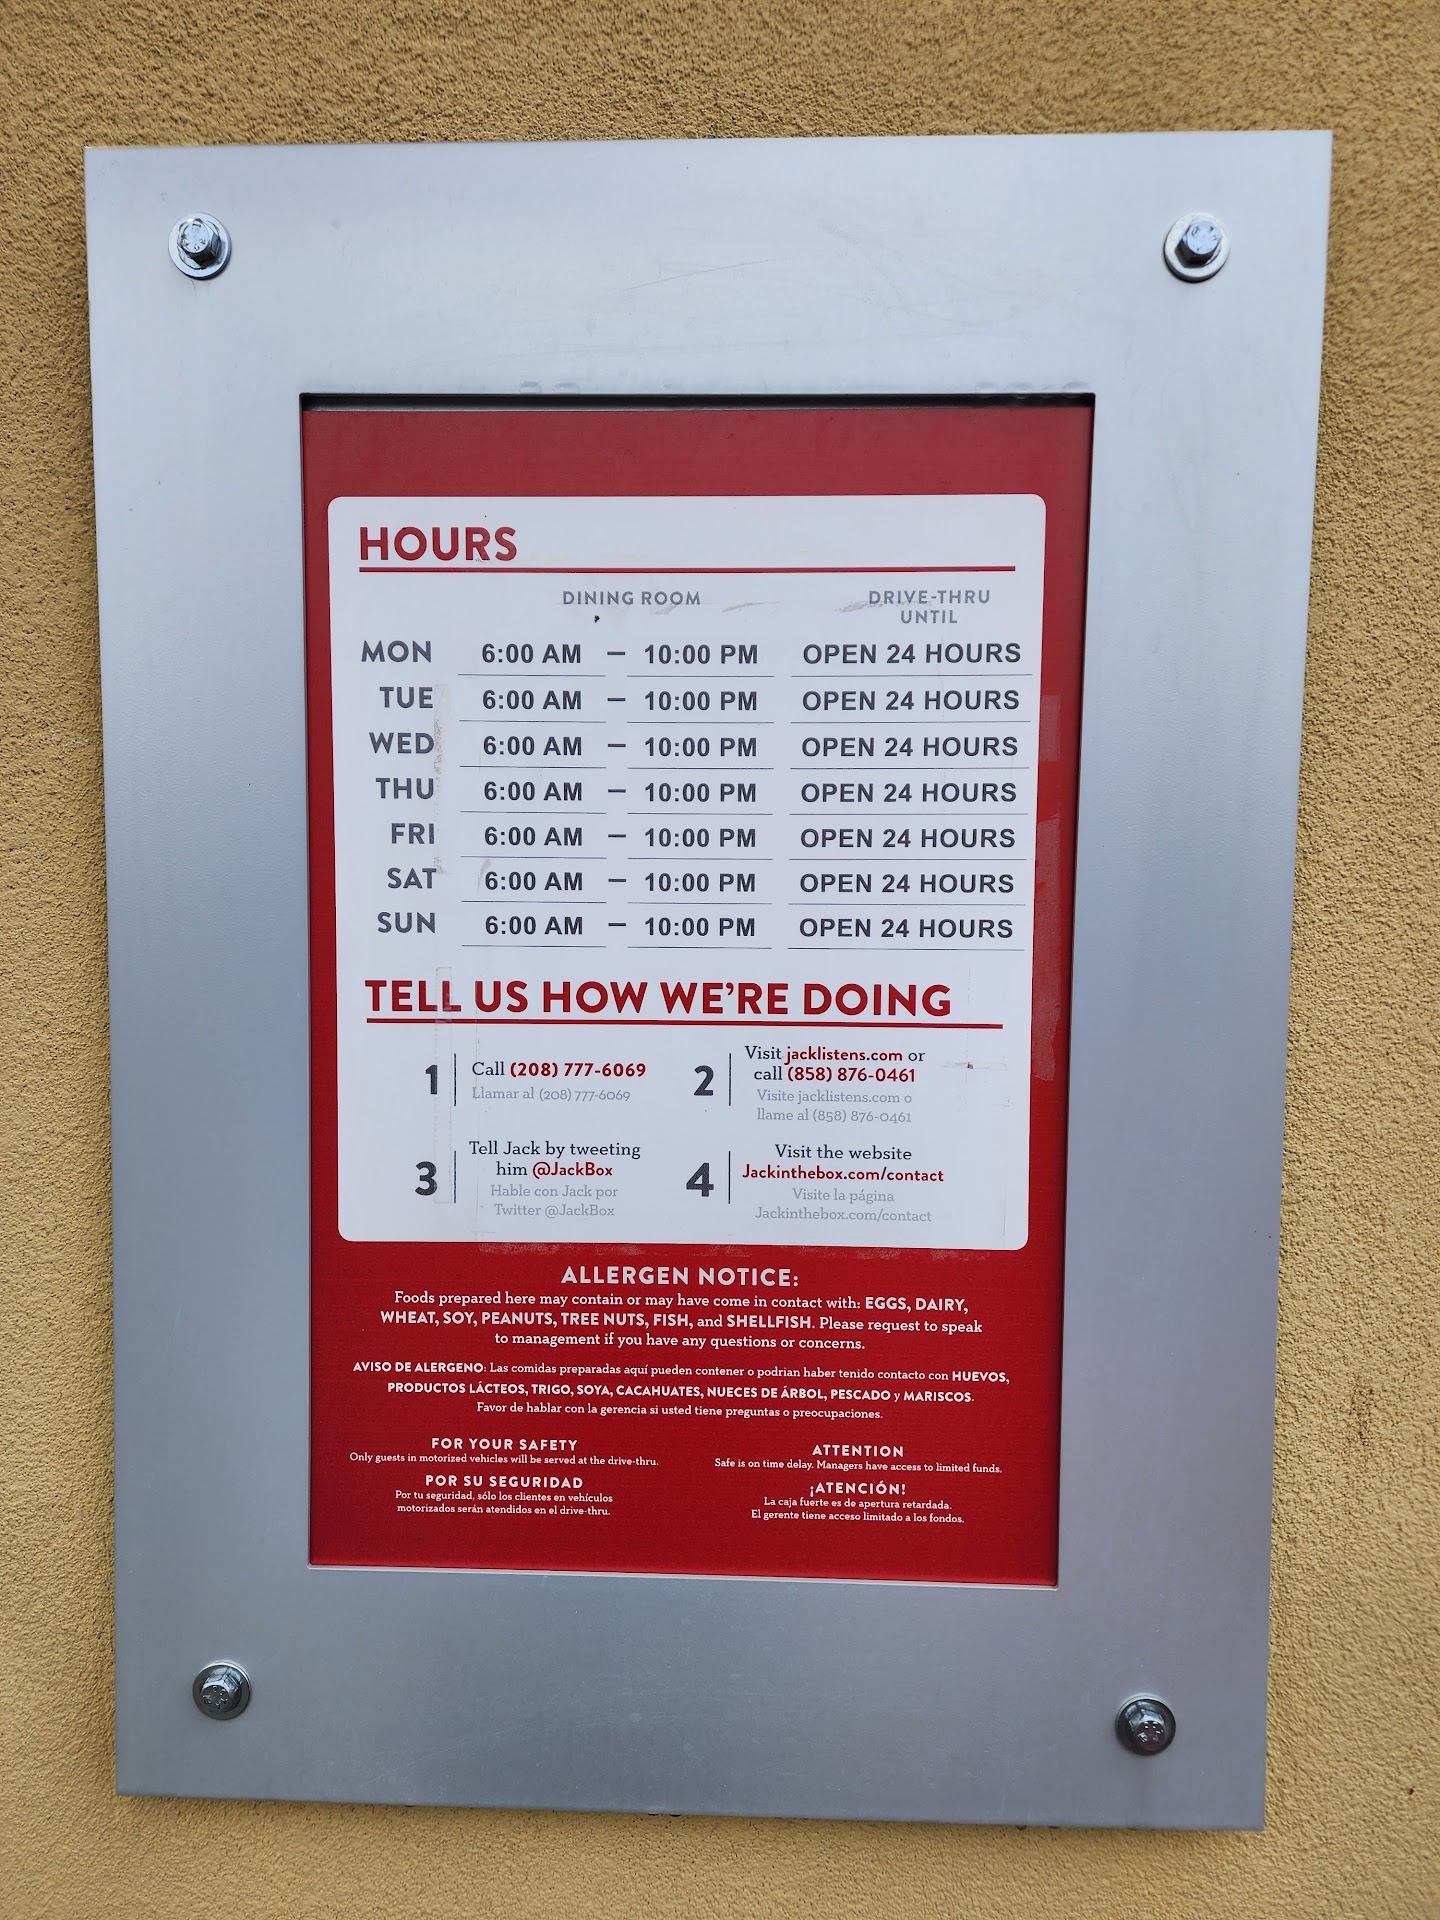 HOURS
DINING ROOM
DRIVE-THRU
UNTIL
MON 6:00 AM – 10:00 PM OPEN 24 HOURS
TUE 6:00 AM – 10:00 PM OPEN 24 HOURS
WED 6:00 AM – 10:00 PM OPEN 24 HOURS
THU 6:00 AM – 10:00 PM OPEN 24 HOURS
FRI 6:00 AM – 10:00 PM OPEN 24 HOURS
SAT 6:00 AM – 10:00 PM OPEN 24 HOURS
SUN 6:00 AM – 10:00 PM OPEN 24 HOURS
TELL US HOW WE'RE DOING
1
Call (208) 777-6069
Llamar al (208) 777-6069
2
Visit jacklistens.com or
call (858) 876-0461
Visite jacklistens.com o
llame al (858) 876-0461
3
Tell Jack by tweeting
him @JackBox
Hable con Jack por
Twitter @JackBox
4
Visit the website
Jackinthebox.com/contact
Visite la página
Jackinthebox.com/contact
ALLERGEN NOTICE:
Foods prepared here may contain or may have come in contact with: EGGS, DAIRY,
WHEAT, SOY, PEANUTS, TREE NUTS, FISH, and SHELLFISH. Please request to speak
to management if you have any questions or concerns.
AVISO DE ALERGENO: Las comidas preparadas aquí pueden contener o podrian haber tenido contacto con HUEVOS,
PRODUCTOS LÁCTEOS, TRIGO, SOYA, CACAHUATES, NUECES DE ÁRBOL, PESCADO y MARISCOS.
Favor de hablar con la gerencia si usted tiene preguntas o preocupaciones.
FOR YOUR SAFETY
Only guests in motorized vehicles will be served at the drive-thru.
POR SU SEGURIDAD
Por tu seguridad, sólo los clientes en vehículos
motorizados serán atendidos en el drive-thru.
ATTENTION
Safe is on time delay. Managers have access to limited funds.
¡ATENCIÓN!
La caja fuerte es de apertura retardada.
El gerente tiene acceso limitado a los fondos.